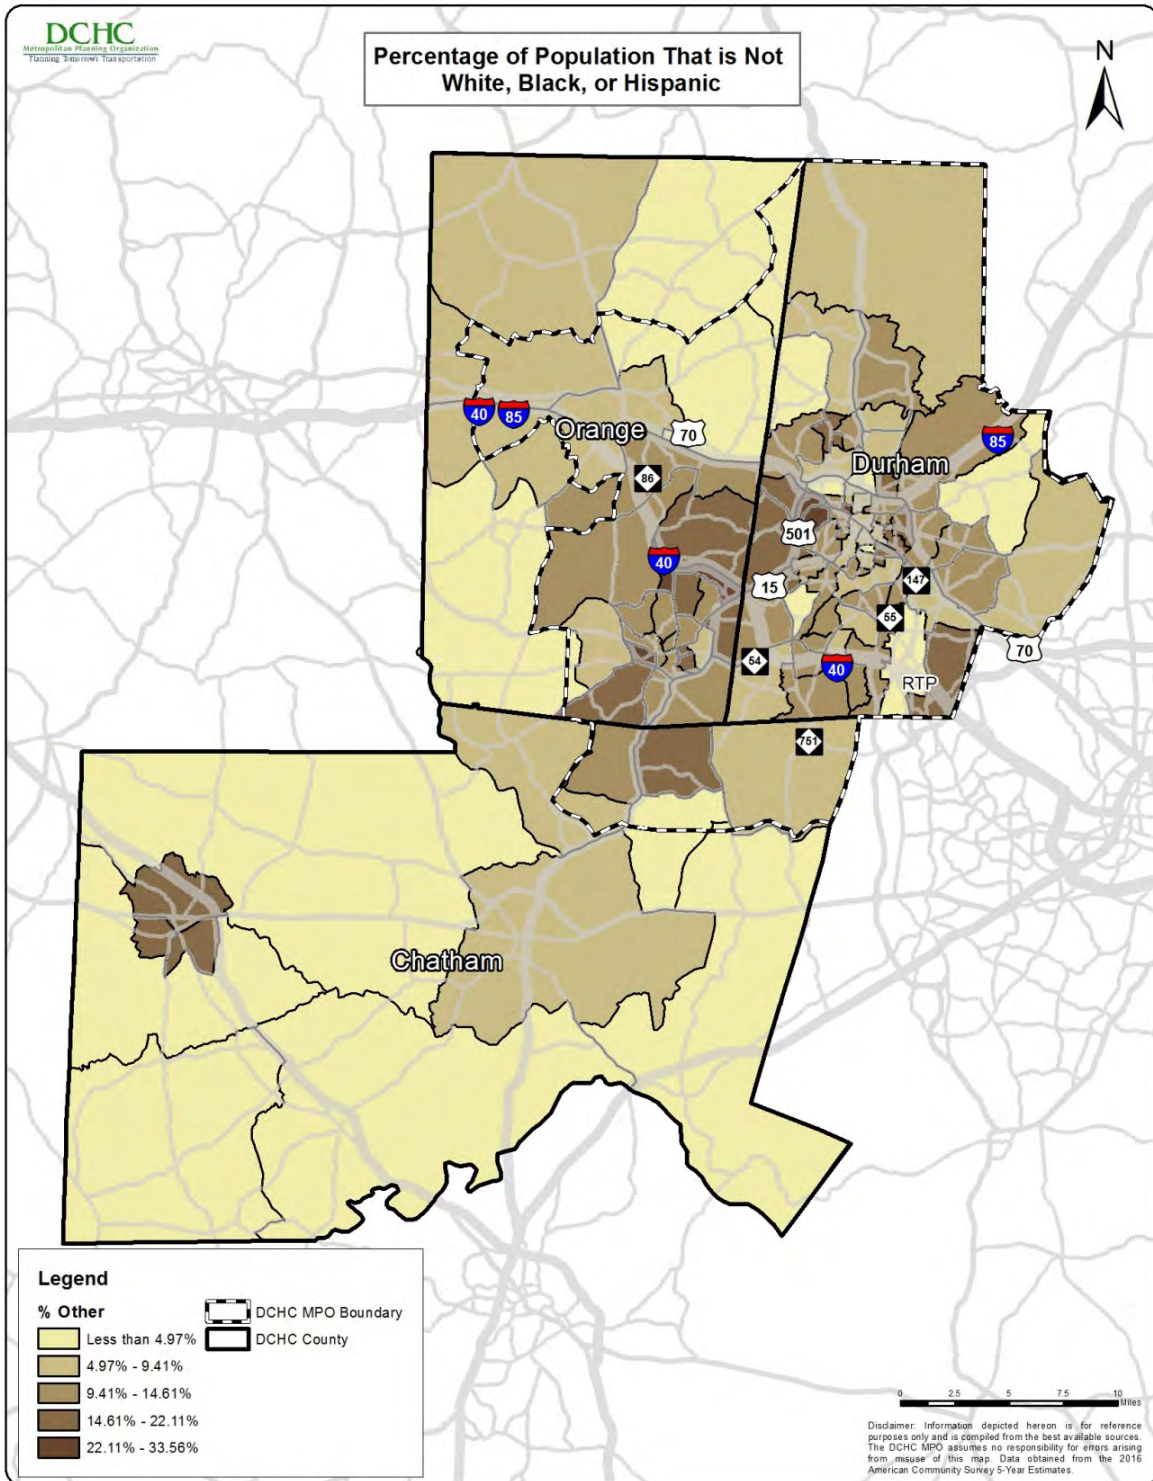 DCHC
Metropolitan Planning Organization
Planning Tomorrow's Transportation
Percentage of Population That is Not
White, Black, or Hispanic
N
40
85
Orange
70
86
85
Durham
501
40
15
147
55
54
40
70
RTP
751
Chatham
Legend
% Other
Less than 4.97%
4.97% - 9.41%
9.41% - 14.61%
14.61% - 22.11%
22.11% - 33.56%
DCHC MPO Boundary
DCHC County
0 2.5 5 7.5 10
Miles
Disclaimer: Information depicted hereon is for reference
purposes only and is compiled from the best available sources.
The DCHC MPO assumes no responsibility for errors arising
from misuse of this map. Data obtained from the 2016
American Community Survey 5-Year Estimates.